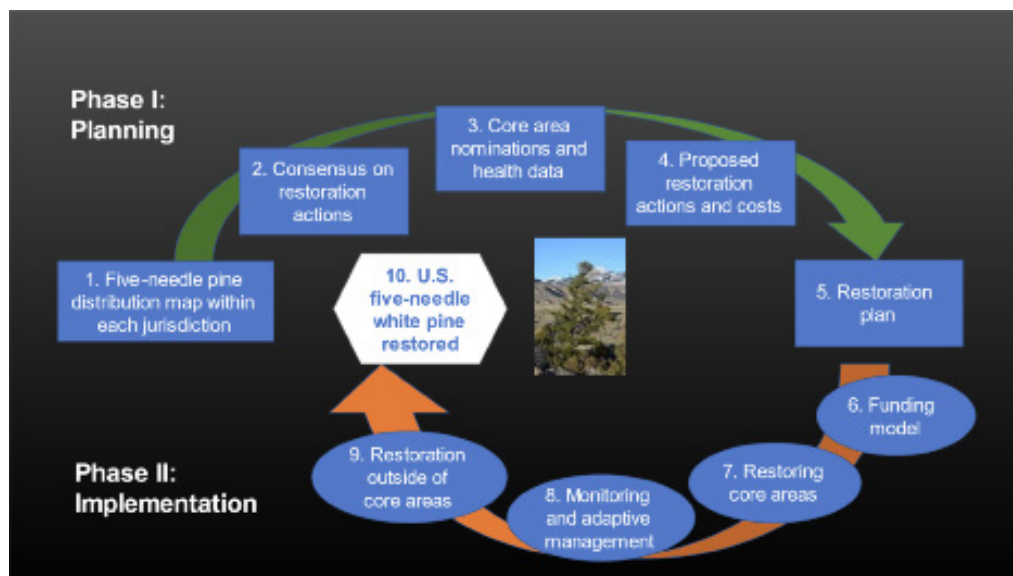 Phase I:
Planning
1. Five-needle pine
distribution map within
each jurisdiction
2. Consensus on
restoration
actions
3. Core area
nominations and
health data
4. Proposed
restoration
actions and costs
5. Restoration
plan
Phase II:
Implementation
6. Funding
model
7. Restoring
core areas
8. Monitoring
and adaptive
management
9. Restoration
outside of
core areas
10. U.S.
five-needle
white pine
restored